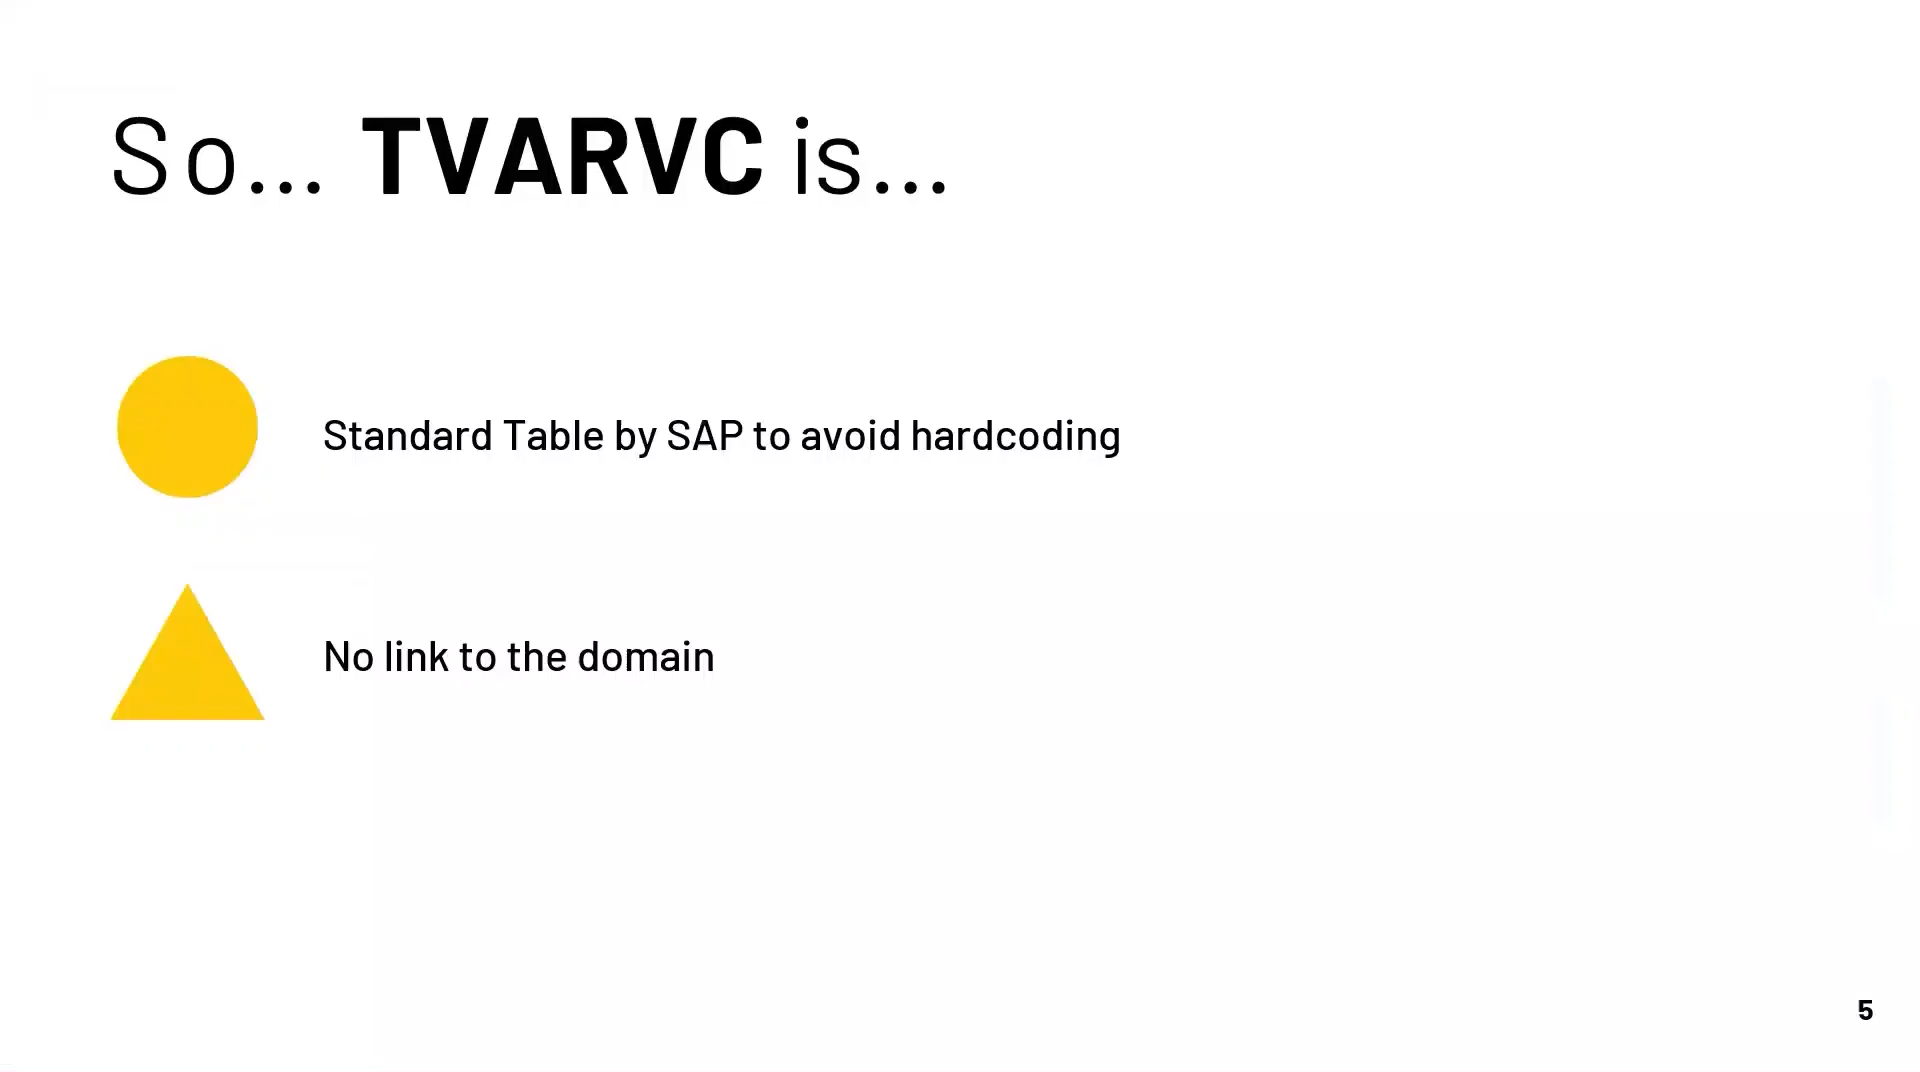 So... TVARVC is...
Standard Table by SAP to avoid hardcoding
No link to the domain
5